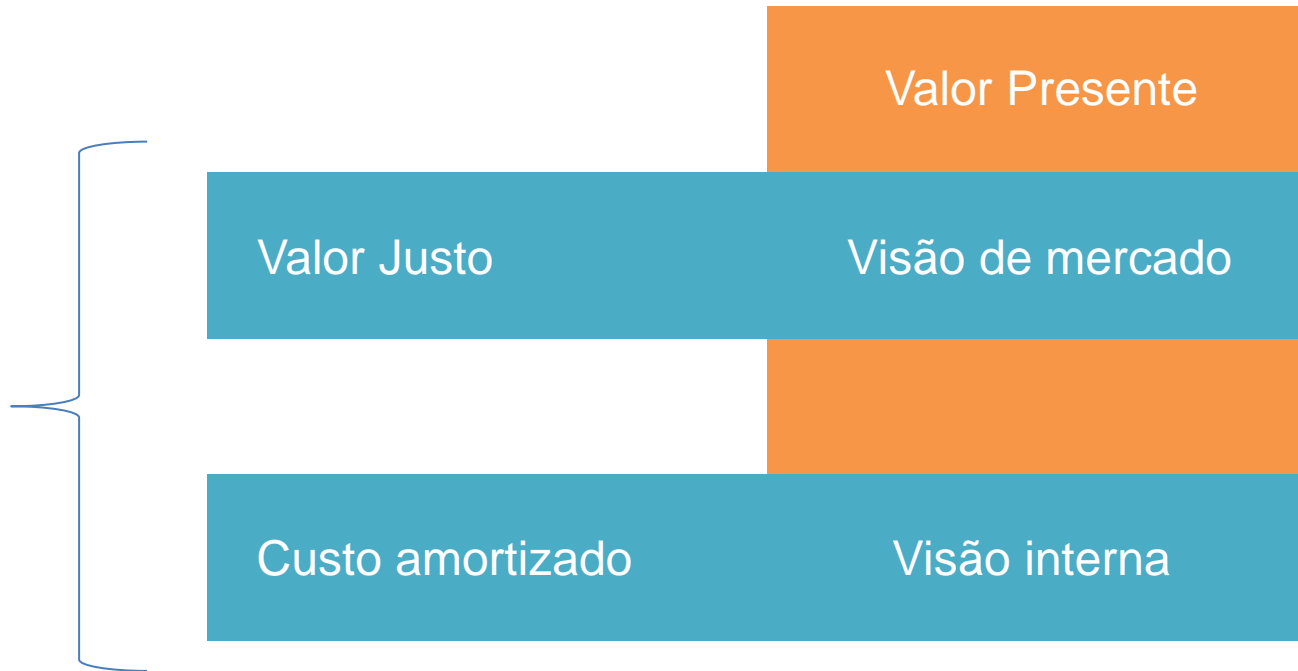 Valor Presente
Valor Justo
Visão de mercado
Custo amortizado
Visão interna